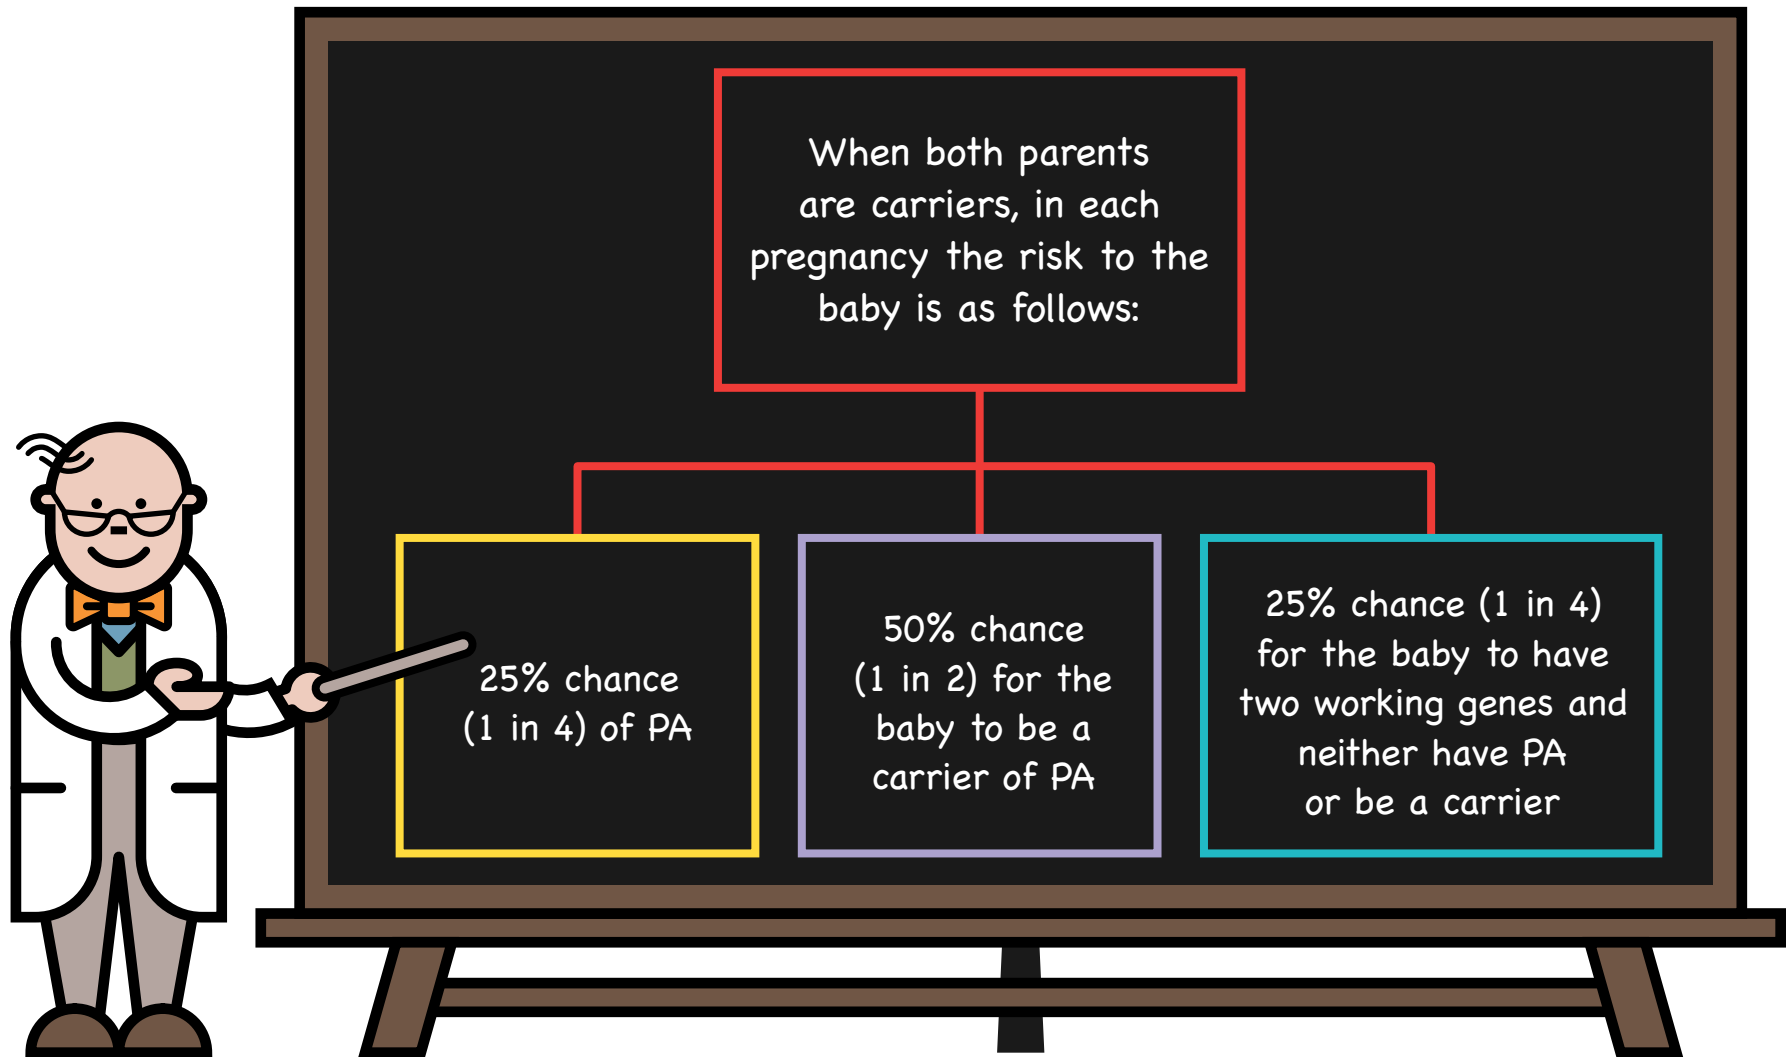 When both parents
are carriers, in each
pregnancy the risk to the
baby is as follows:
25% chance
(1 in 4) of PA
50% chance
(1 in 2) for the
baby to be a
carrier of PA
25% chance (1 in 4)
for the baby to have
two working genes and
neither have PA
or be a carrier